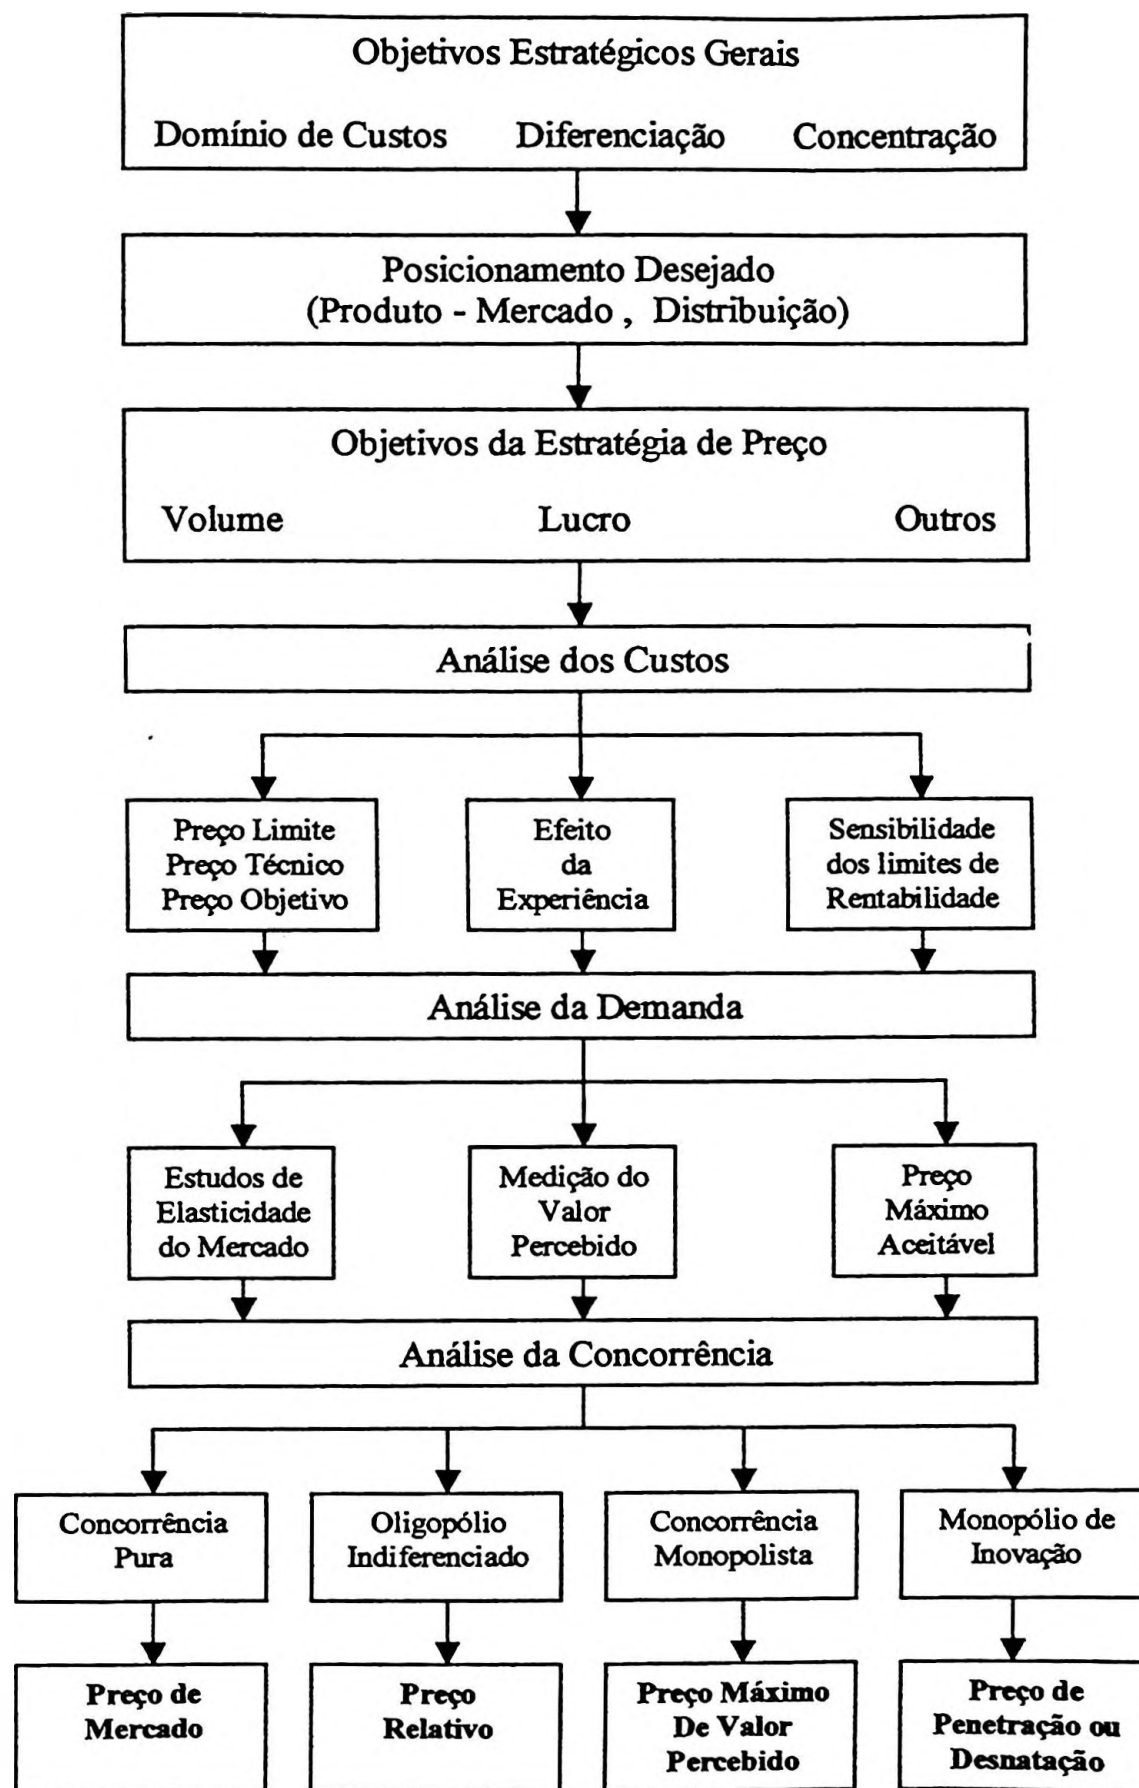 Objetivos Estratégicos Gerais
Domínio de Custos Diferenciação Concentração
Posicionamento Desejado
(Produto - Mercado , Distribuição)
Objetivos da Estratégia de Preço
Volume Lucro Outros
Análise dos Custos
Preço Limite
Preço Técnico
Preço Objetivo
Efeito
da
Experiência
Sensibilidade
dos limites de
Rentabilidade
Análise da Demanda
Estudos de
Elasticidade
do Mercado
Medição do
Valor
Percebido
Preço
Máximo
Aceitável
Análise da Concorrência
Concorrência
Pura
Oligopólio
Indiferenciado
Concorrência
Monopolista
Monopólio de
Inovação
Preço de
Mercado
Preço
Relativo
Preço Máximo
De Valor
Percebido
Preço de
Penetração ou
Desnatação